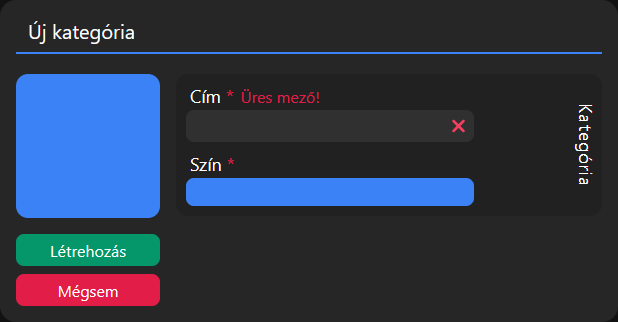 Új kategória
Cím * Üres mező!
Szín *
Kategória
Létrehozás
Mégsem